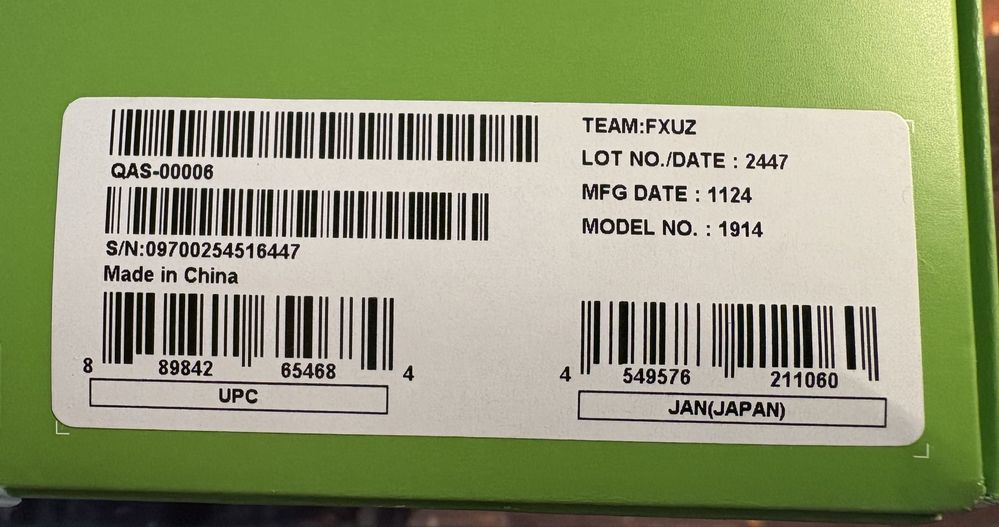 QAS-00006
S/N:09700254516447
Made in China
8 89842 65468 4
UPC
TEAM:FXUZ
LOT NO./DATE : 2447
MFG DATE : 1124
MODEL NO. : 1914
4 549576 211060
JAN(JAPAN)